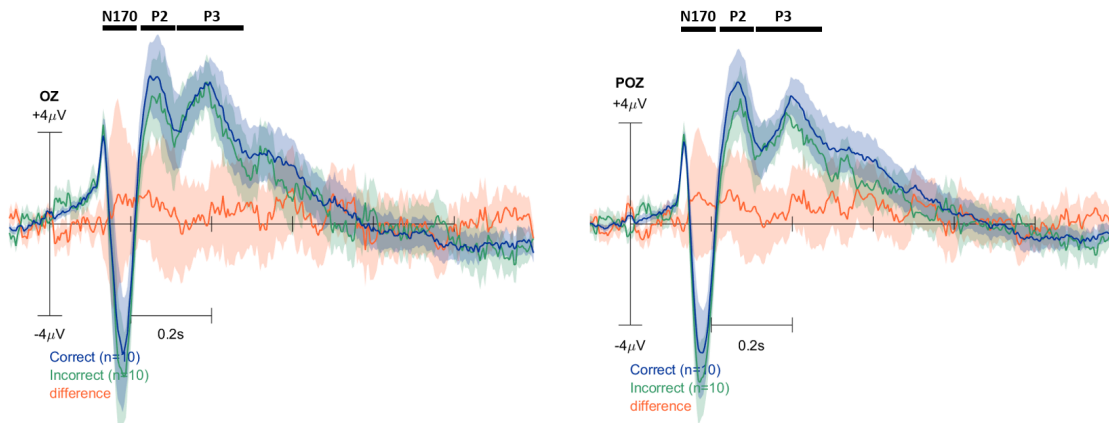 N170 P2 P3
OZ
+4μV
-4μV
0.2s
Correct (n=10)
Incorrect (n=10)
difference
N170 P2 P3
POZ
+4μV
-4μV
0.2s
Correct (n=10)
Incorrect (n=10)
difference